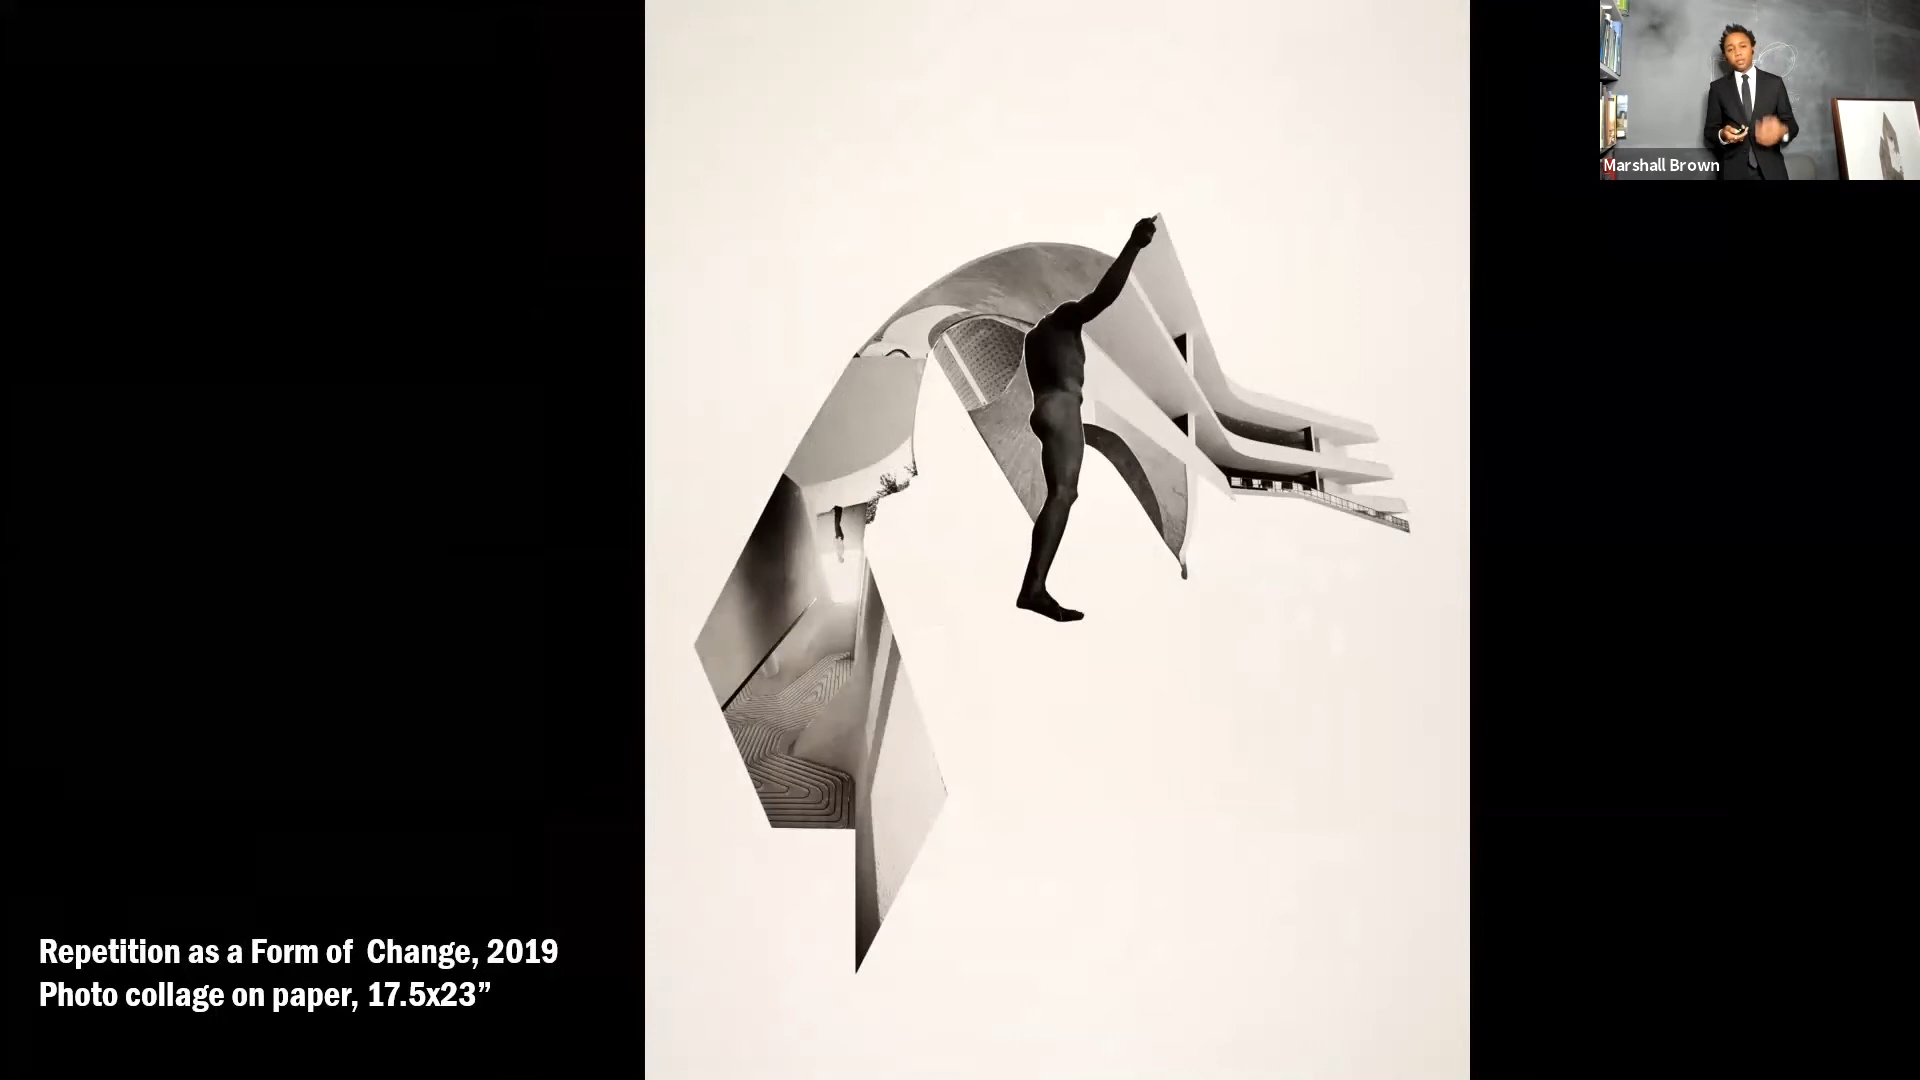 Marshall Brown
Repetition as a Form of Change, 2019
Photo collage on paper, 17.5x23”